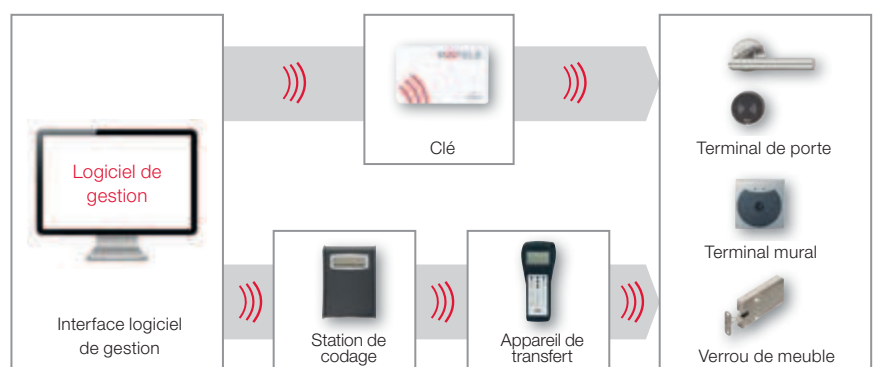 Logiciel de
gestion
Interface logiciel
de gestion
HÄFELE
Clé
Station de
codage
Appareil de
transfert
Terminal de porte
Terminal mural
Verrou de meuble